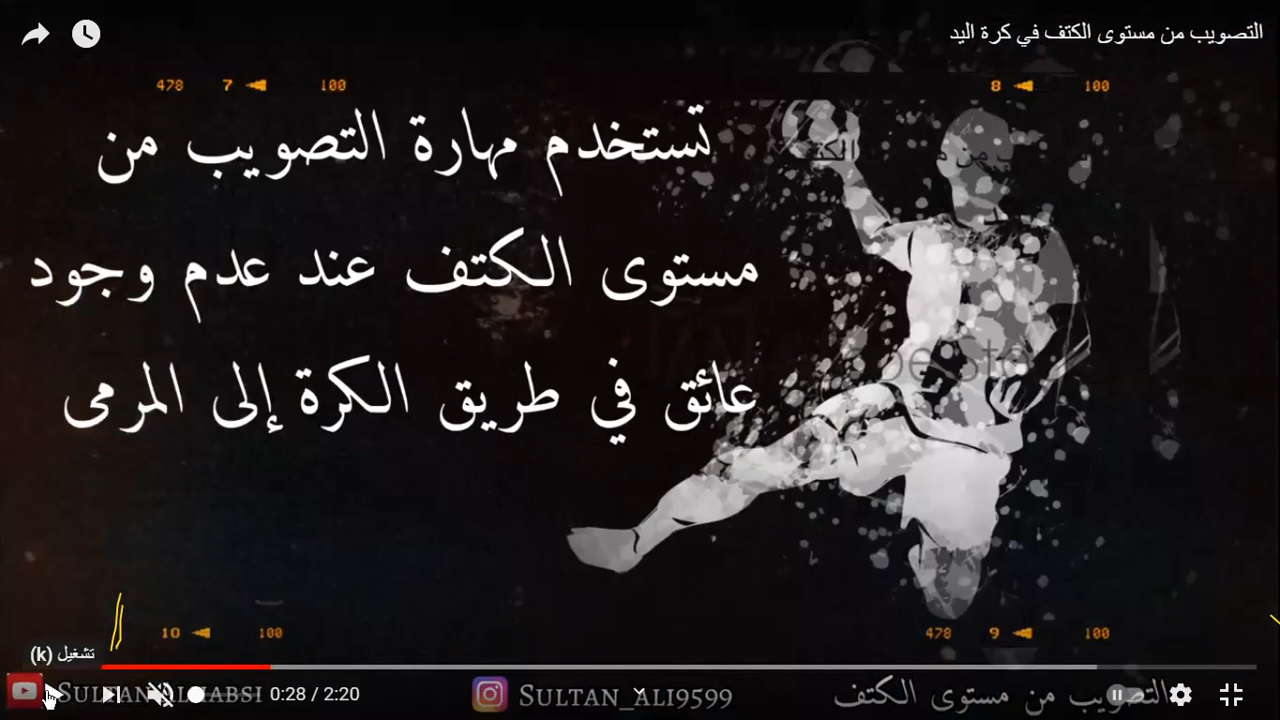 التصويب من مستوى الكتف في كرة اليد
478 7 100
8 100
تستخدم مهارة التصويب من
مستوى الكتف عند عدم وجود
عائق في طريق الكرة إلى المرمى
10 100
478 9 100
تشغيل (k)
0:28 / 2:20
SULTAN_ALI9599
التصويب من مستوى الكتف